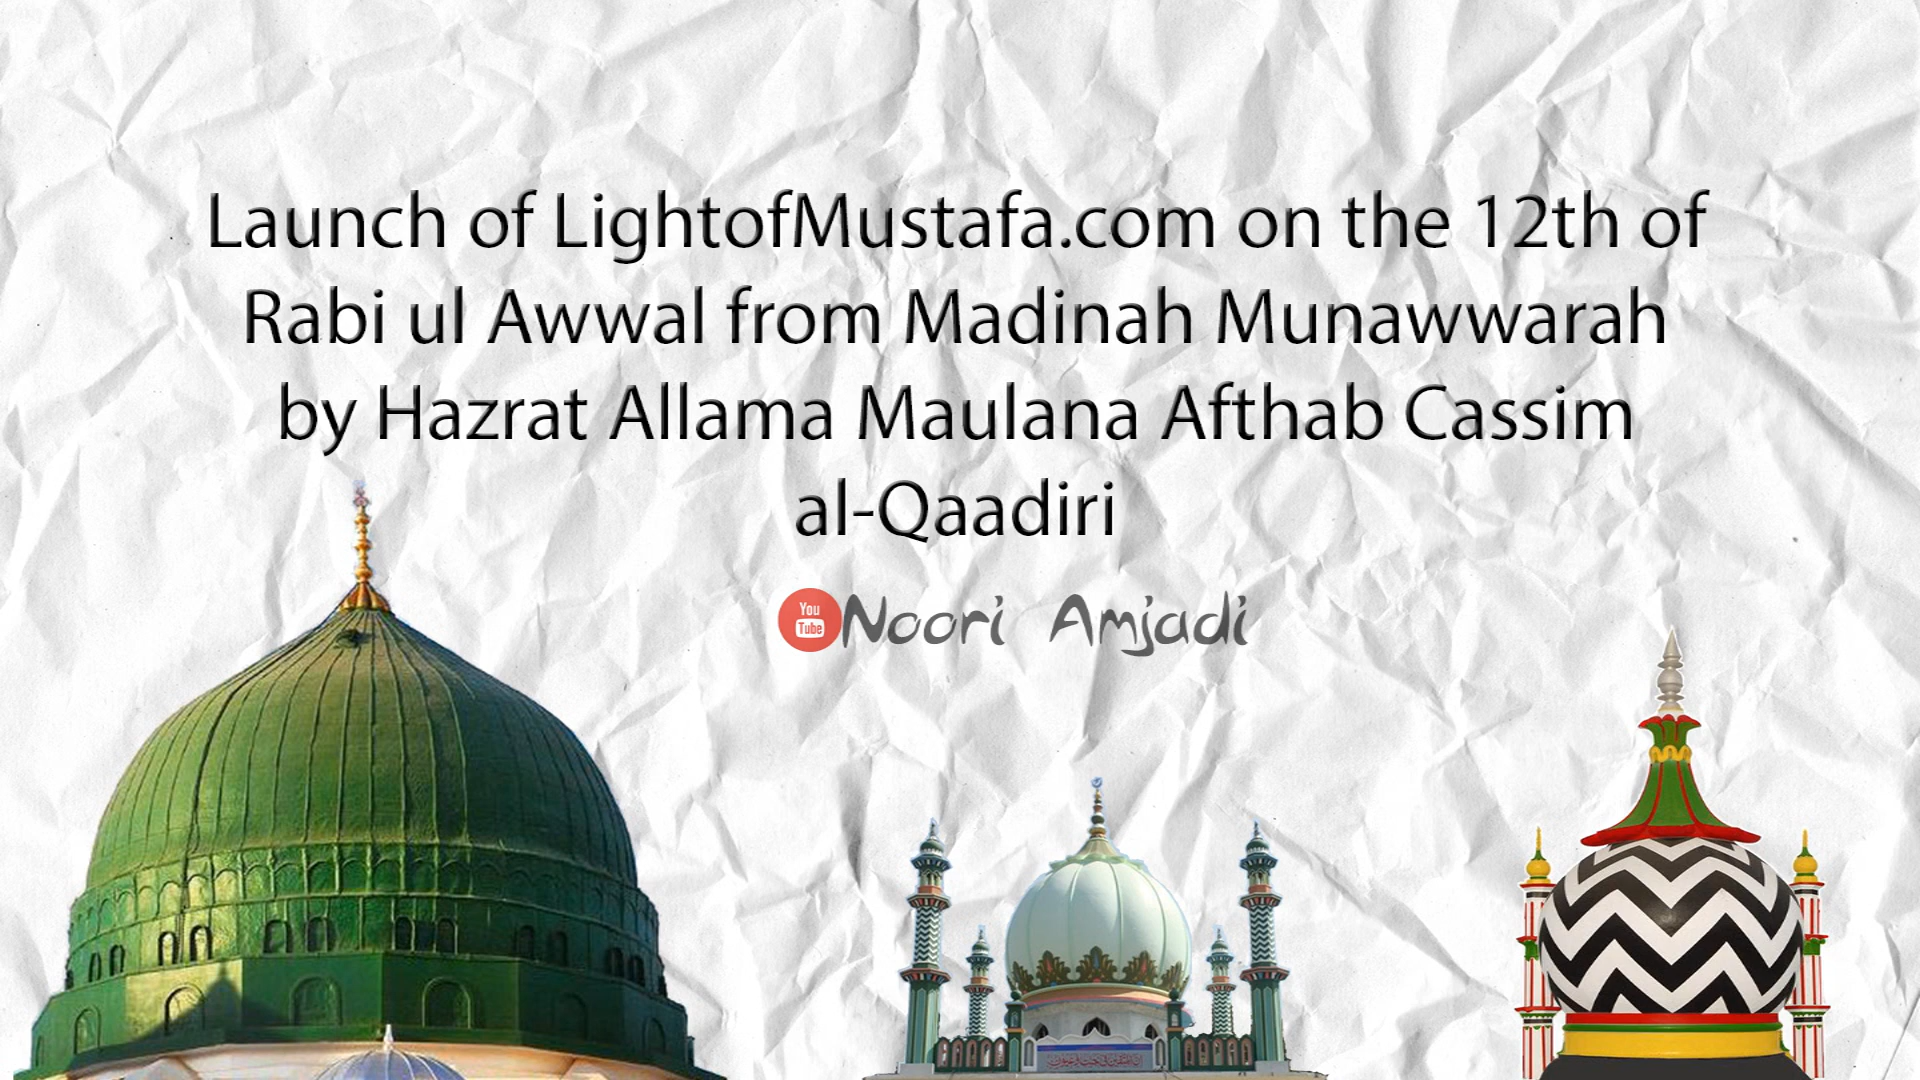 Launch of LightofMustafa.com on the 12th of
Rabi ul Awwal from Madinah Munawwarah
by Hazrat Allama Maulana Afthab Cassim
al-Qaadiri
You
Tube
Noori Amjadi